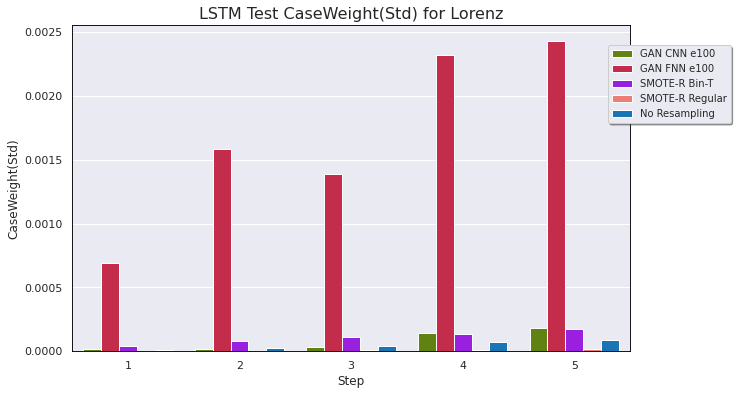 LSTM Test CaseWeight(Std) for Lorenz
0.0025
0.0020
0.0015
0.0010
0.0005
0.0000
CaseWeight(Std)
1 2 3 4 5
Step
GAN CNN e100
GAN FNN e100
SMOTE-R Bin-T
SMOTE-R Regular
No Resampling